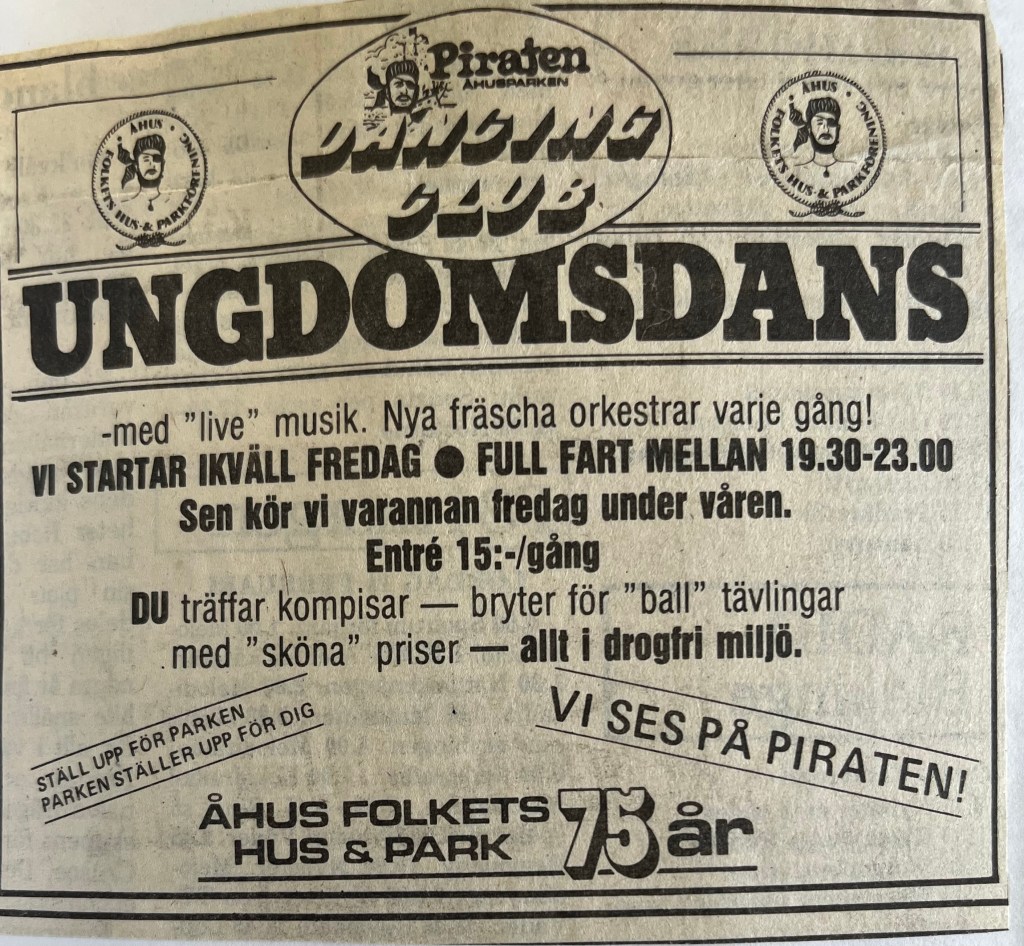 Piraten
ÅHUSPARKEN
DANCING
CLUB
ÅHUS
FOLKETS HUS & PARKFÖRENING
ÅHUS
FOLKETS HUS & PARKFÖRENING
UNGDOMSDANS
-med "live" musik. Nya fräscha orkestrar varje gång!
VI STARTAR IKVÄLL FREDAG ● FULL FART MELLAN 19.30-23.00
Sen kör vi varannan fredag under våren.
Entré 15:-/gång
DU träffar kompisar — bryter för "ball" tävlingar
med "sköna" priser — allt i drogfri miljö.
STÄLL UPP FÖR PARKEN
PARKEN STÄLLER UPP FÖR DIG
VI SES PÅ PIRATEN!
ÅHUS FOLKETS
HUS & PARK
75 år